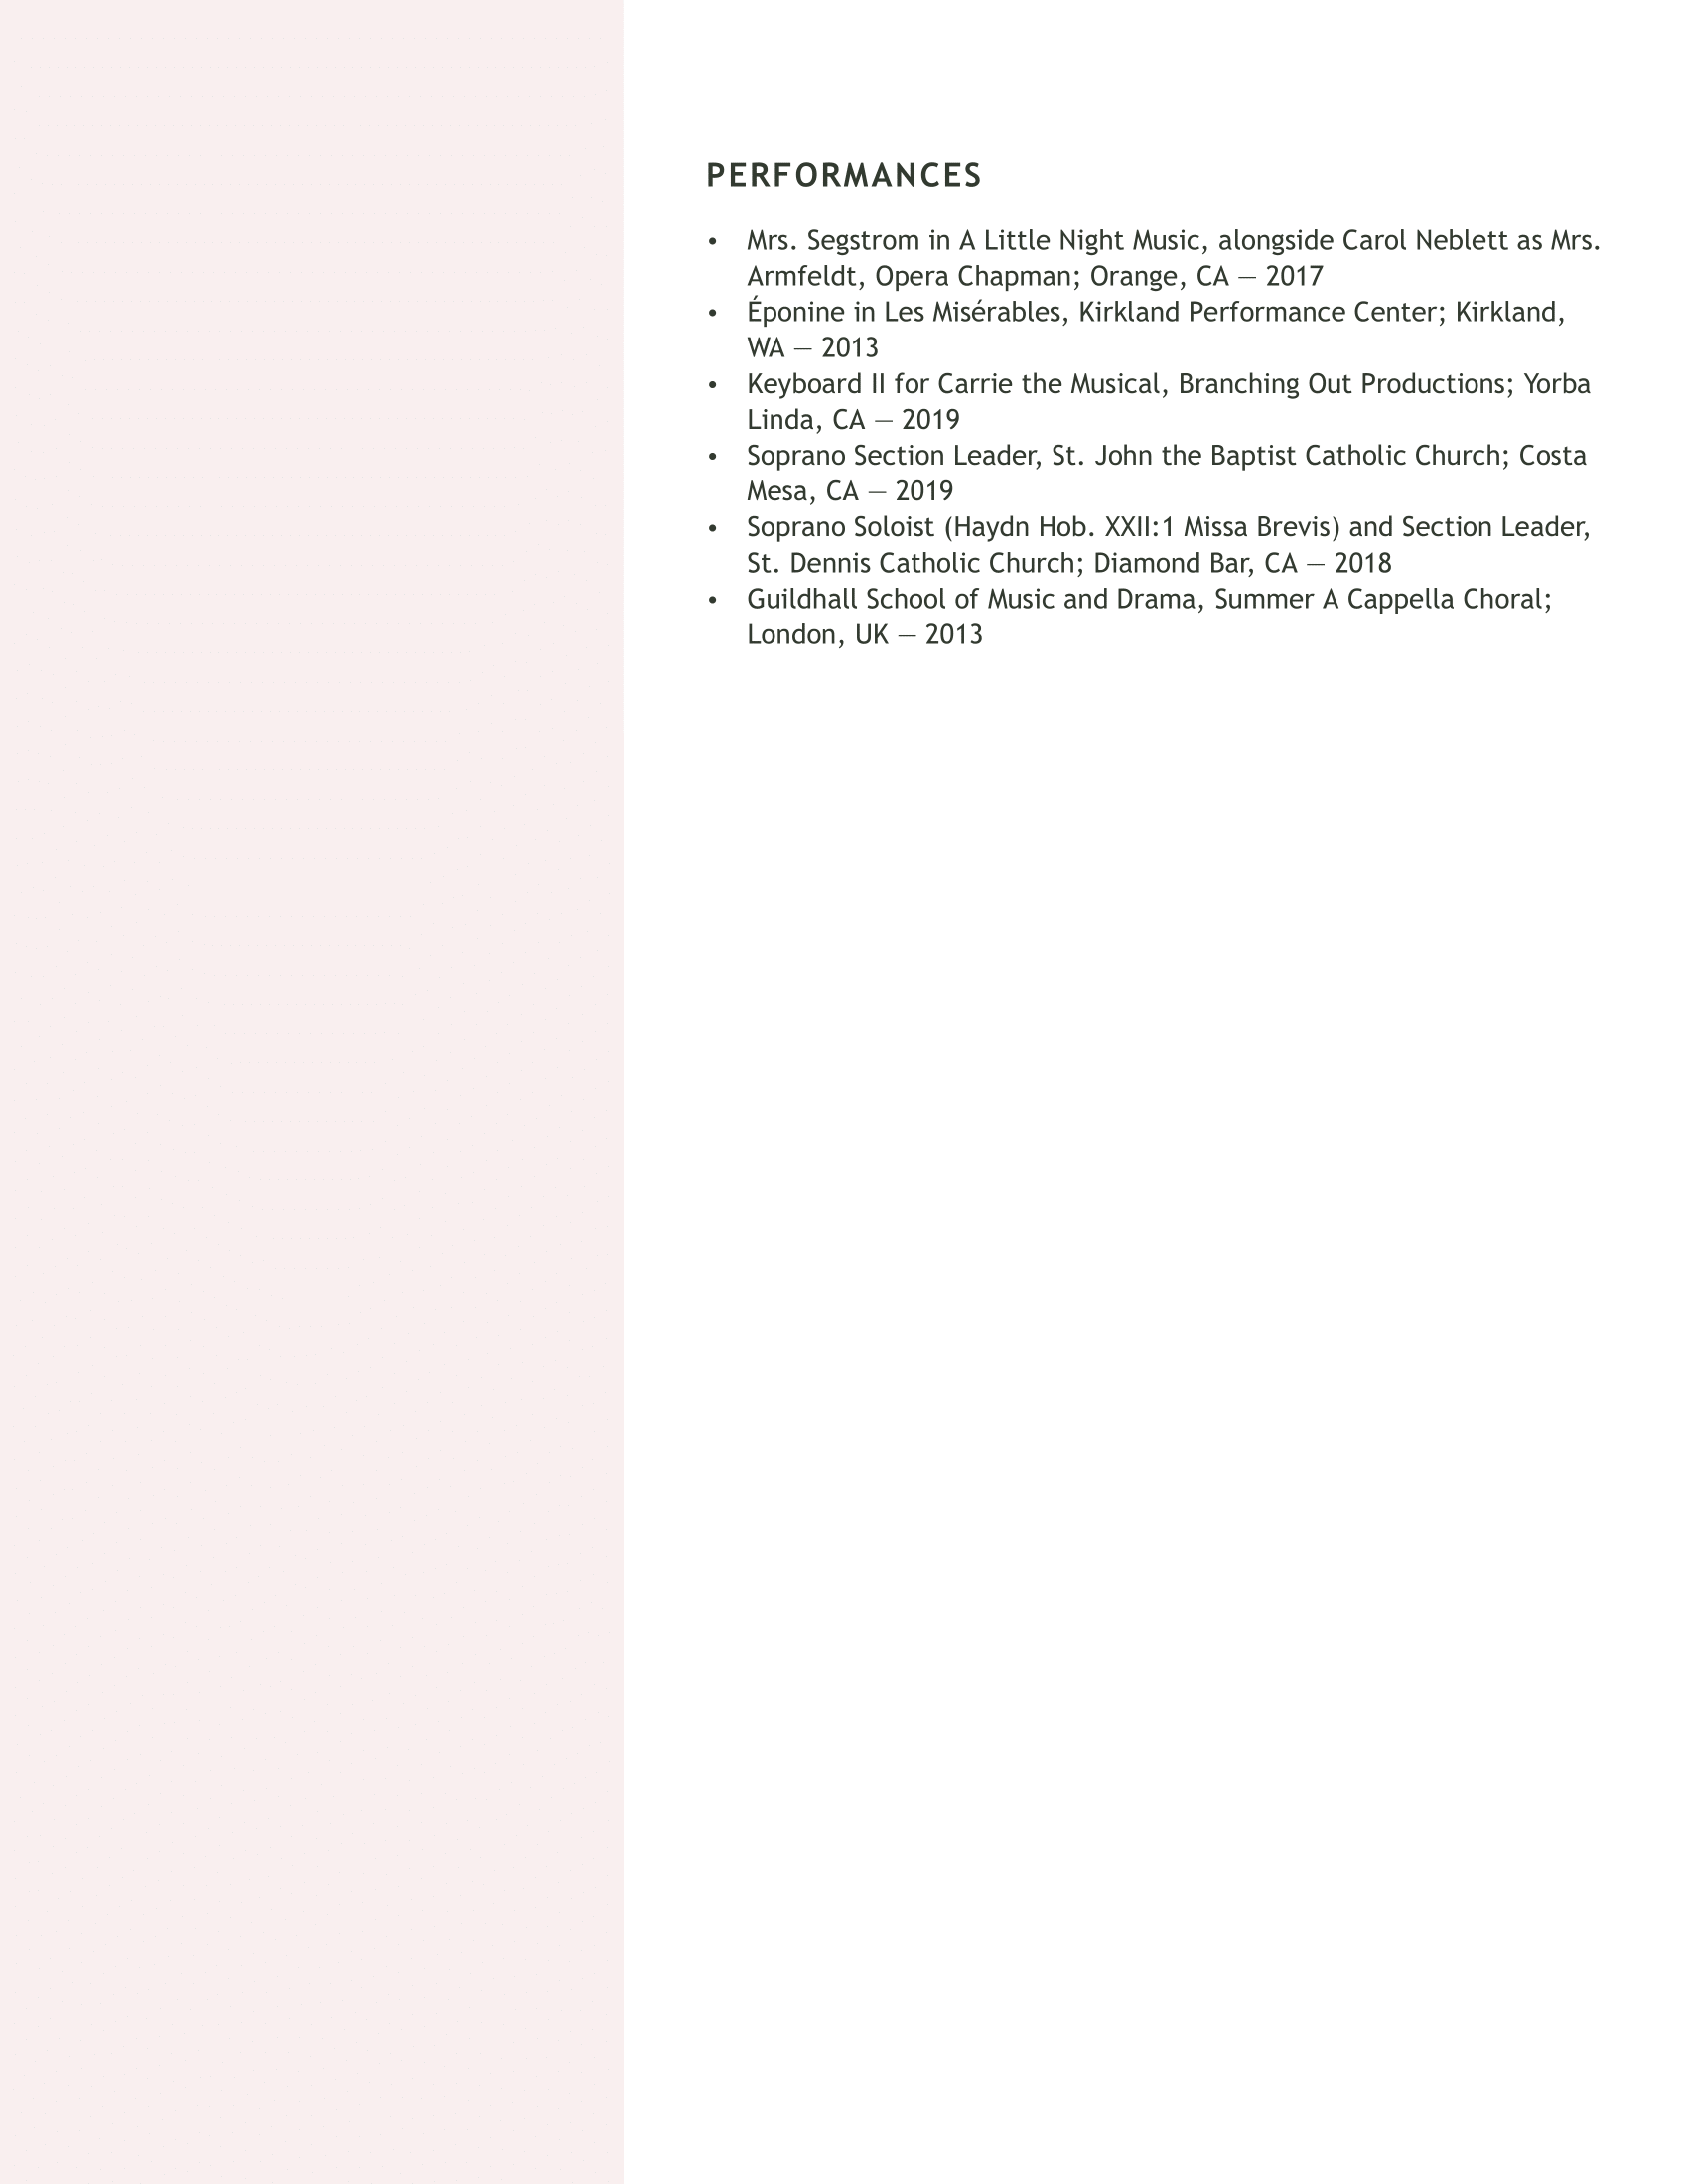 PERFORMANCES
• Mrs. Segstrom in A Little Night Music, alongside Carol Neblett as Mrs.
Armfeldt, Opera Chapman; Orange, CA — 2017
• Éponine in Les Misérables, Kirkland Performance Center; Kirkland,
WA — 2013
• Keyboard II for Carrie the Musical, Branching Out Productions; Yorba
Linda, CA — 2019
• Soprano Section Leader, St. John the Baptist Catholic Church; Costa
Mesa, CA — 2019
• Soprano Soloist (Haydn Hob. XXII:1 Missa Brevis) and Section Leader,
St. Dennis Catholic Church; Diamond Bar, CA — 2018
• Guildhall School of Music and Drama, Summer A Cappella Choral;
London, UK — 2013